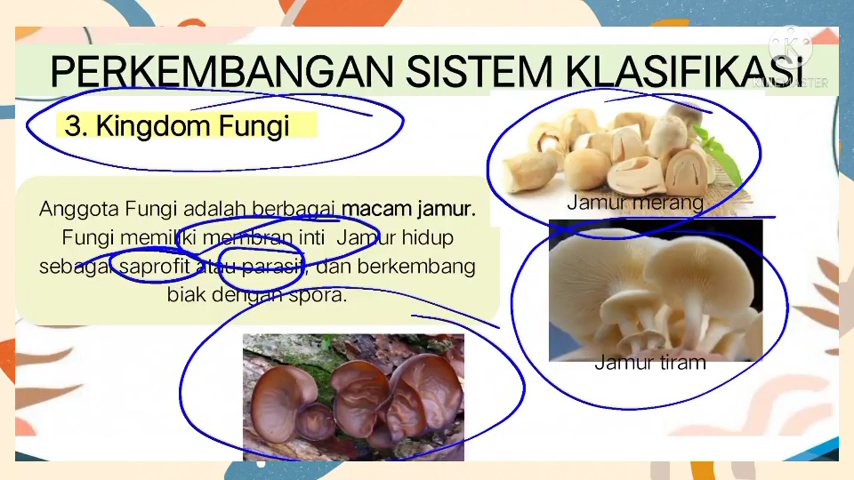 PERKEMBANGAN SISTEM KLASIFIKASI
KINEMASTER
3. Kingdom Fungi
Anggota Fungi adalah berbagai macam jamur.
Fungi memiliki membran inti Jamur hidup
sebagai saprofit atau parasit, dan berkembang
biak dengan spora.
Jamur merang
Jamur tiram